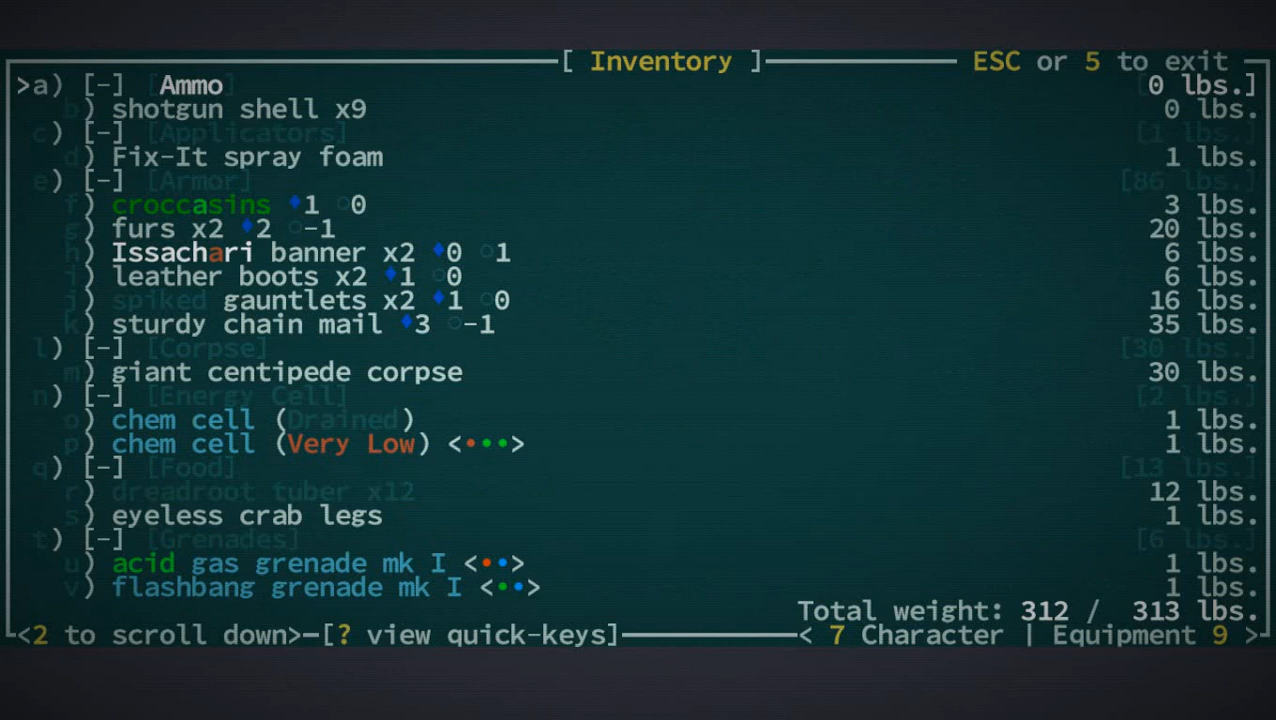 [ Inventory ] ESC or 5 to exit
>a) [-] Ammo 0 lbs.]
b) shotgun shell x9 0 lbs.
c) [-] [Applicators] [1 lbs.]
d) Fix-It spray foam 1 lbs.
e) [-] [Armor] [86 lbs.]
f) croccasins ♦1 ○0 3 lbs.
g) furs x2 ♦2 ○-1 20 lbs.
h) Issachari banner x2 ♦0 ○1 6 lbs.
i) leather boots x2 ♦1 ○0 6 lbs.
j) spiked gauntlets x2 ♦1 ○0 16 lbs.
k) sturdy chain mail ♦3 ○-1 35 lbs.
l) [-] [Corpse] [30 lbs.]
m) giant centipede corpse 30 lbs.
n) [-] [Energy Cell] [2 lbs.]
o) chem cell (Drained) 1 lbs.
p) chem cell (Very Low) <•••> 1 lbs.
q) [-] [Food] [13 lbs.]
r) dreadroot tuber x12 12 lbs.
s) eyeless crab legs 1 lbs.
t) [-] [Grenades] [6 lbs.]
u) acid gas grenade mk I <••> 1 lbs.
v) flashbang grenade mk I <••> 1 lbs.
Total weight: 312 / 313 lbs.
<2 to scroll down> [? view quick-keys] < 7 Character | Equipment 9 >